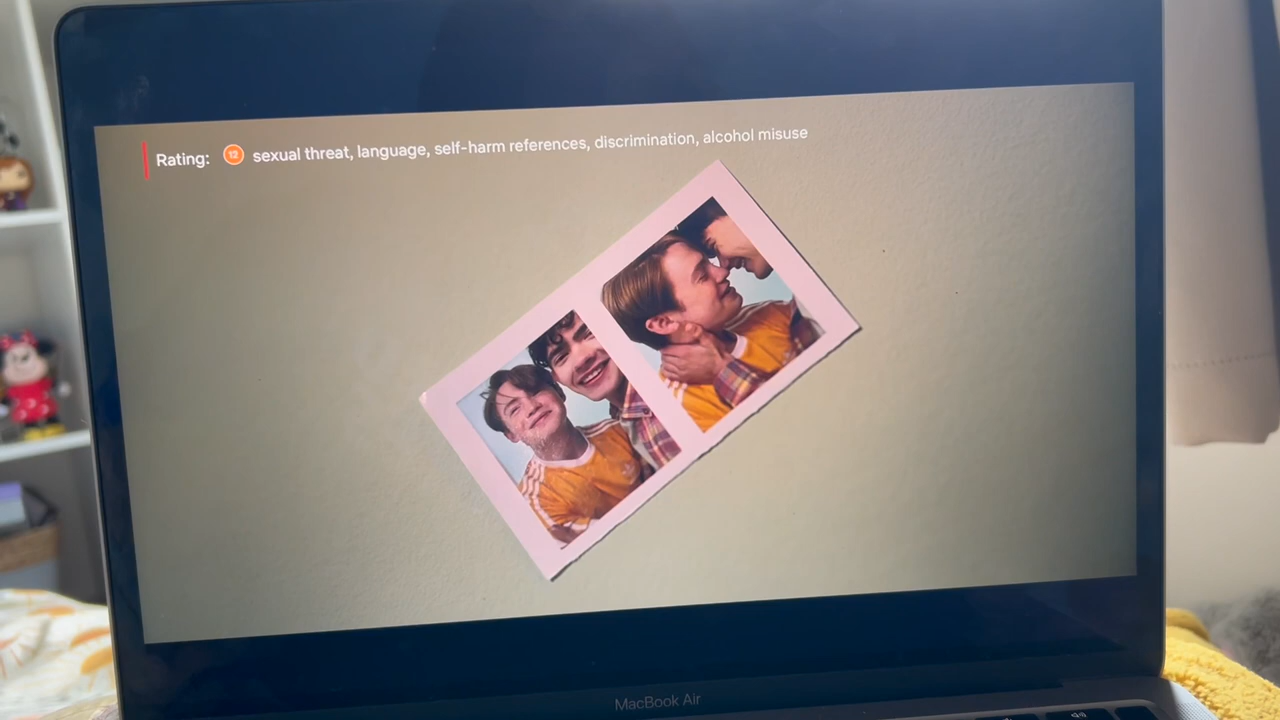 Rating: 12 sexual threat, language, self-harm references, discrimination, alcohol misuse
MacBook Air